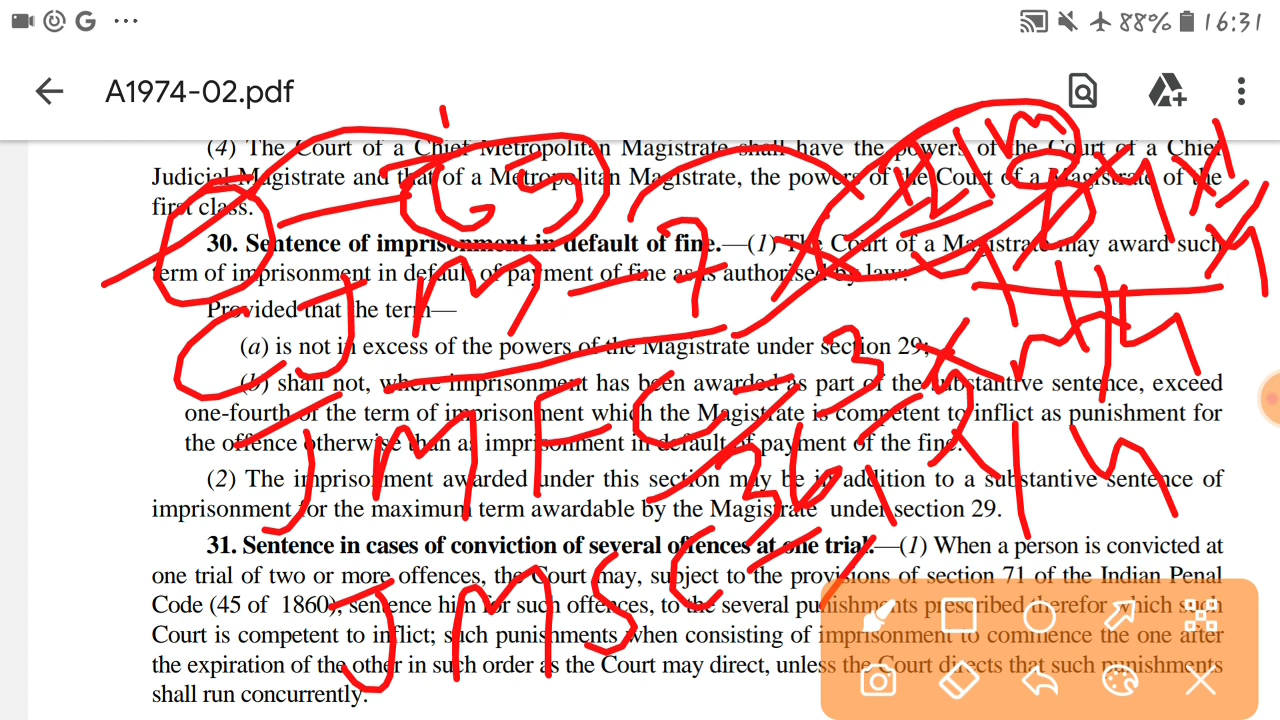 88% 16:31
A1974-02.pdf
(4) The Court of a Chief Metropolitan Magistrate shall have the powers of the Court of a Chief
Judicial Magistrate and that of a Metropolitan Magistrate, the powers of the Court of a Magistrate of the
first class.
30. Sentence of imprisonment in default of fine.—(1) The Court of a Magistrate may award such
term of imprisonment in default of payment of fine as is authorised by law:
Provided that the term—
(a) is not in excess of the powers of the Magistrate under section 29;
(b) shall not, where imprisonment has been awarded as part of the substantive sentence, exceed
one-fourth of the term of imprisonment which the Magistrate is competent to inflict as punishment for
the offence otherwise than as imprisonment in default of payment of the fine.
(2) The imprisonment awarded under this section may be in addition to a substantive sentence of
imprisonment for the maximum term awardable by the Magistrate under section 29.
31. Sentence in cases of conviction of several offences at one trial.—(1) When a person is convicted at
one trial of two or more offences, the Court may, subject to the provisions of section 71 of the Indian Penal
Code (45 of 1860), sentence him for such offences, to the several punishments prescribed therefor which such
Court is competent to inflict; such punishments when consisting of imprisonment to commence the one after
the expiration of the other in such order as the Court may direct, unless the Court directs that such punishments
shall run concurrently.
CJM
JMFC
JMSC